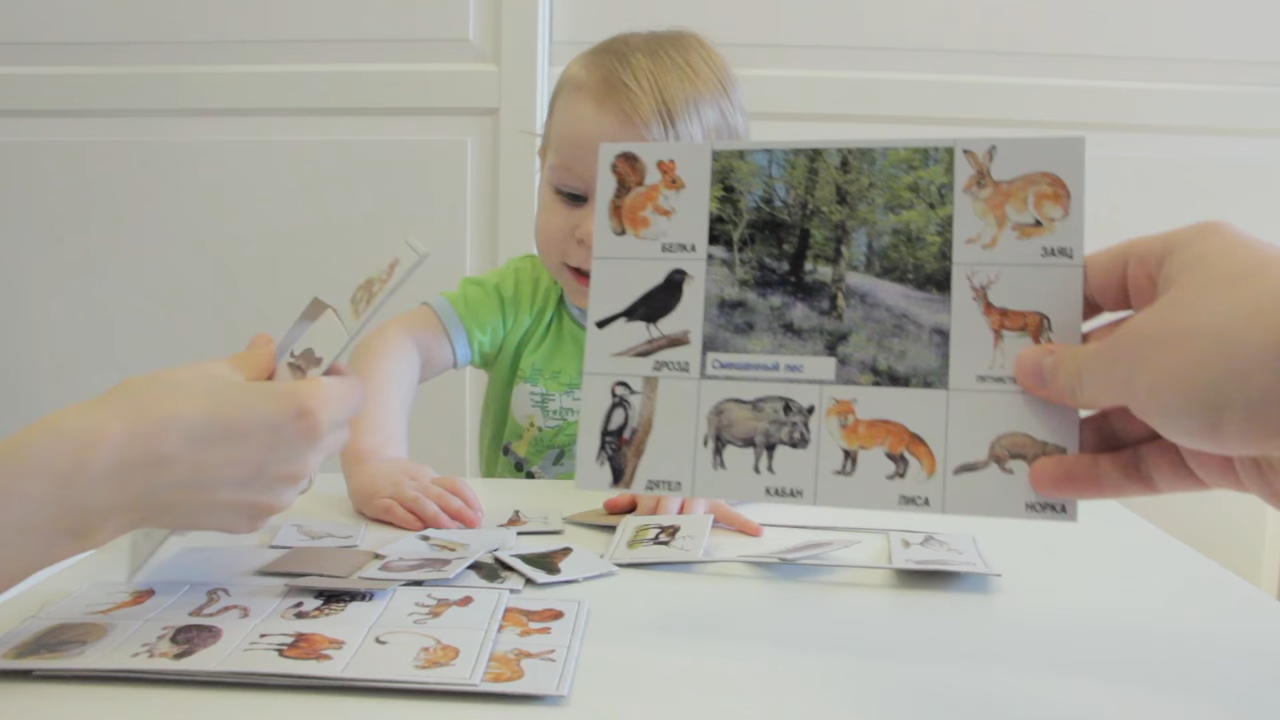 БЕЛКА
ЗАЯЦ
ДРОЗД
Смешанный лес
ДЯТЕЛ
КАБАН
ЛИСА
НОРКА